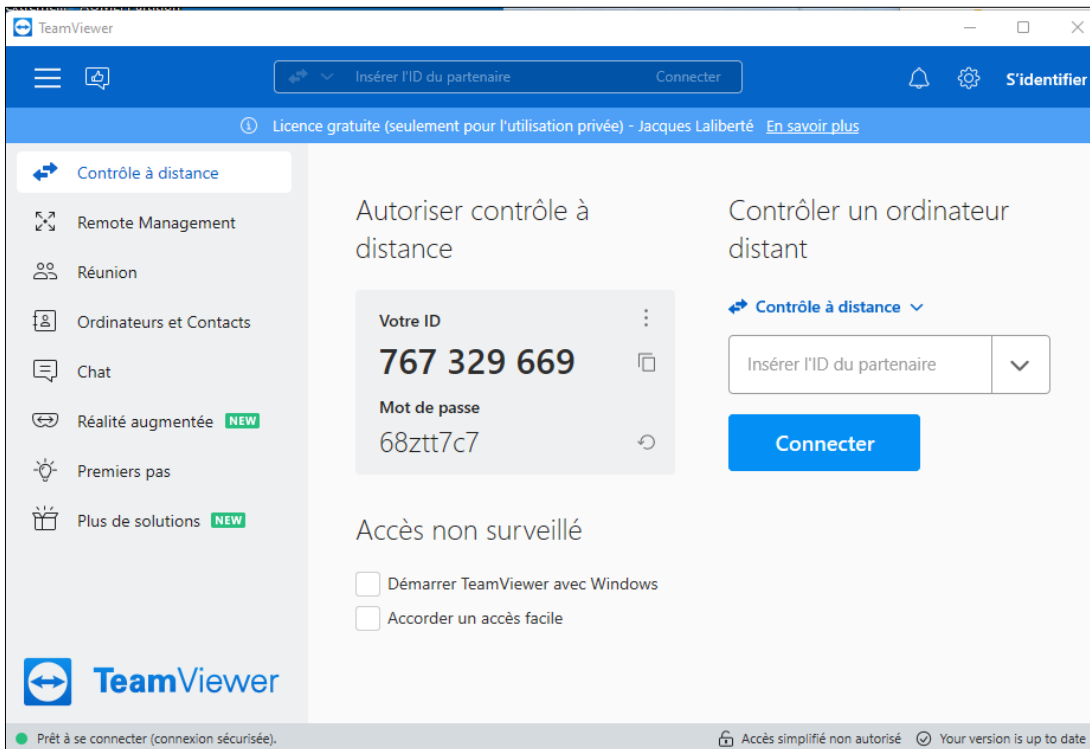 TeamViewer
Insérer l'ID du partenaire Connecter
S'identifier
Licence gratuite (seulement pour l'utilisation privée) - Jacques Laliberté En savoir plus
Contrôle à distance
Remote Management
Réunion
Ordinateurs et Contacts
Chat
Réalité augmentée NEW
Premiers pas
Plus de solutions NEW
TeamViewer
Autoriser contrôle à
distance
Votre ID
767 329 669
Mot de passe
68ztt7c7
Accès non surveillé
Démarrer TeamViewer avec Windows
Accorder un accès facile
Contrôler un ordinateur
distant
Contrôle à distance
Insérer l'ID du partenaire
Connecter
Prêt à se connecter (connexion sécurisée).
Accès simplifié non autorisé
Your version is up to date